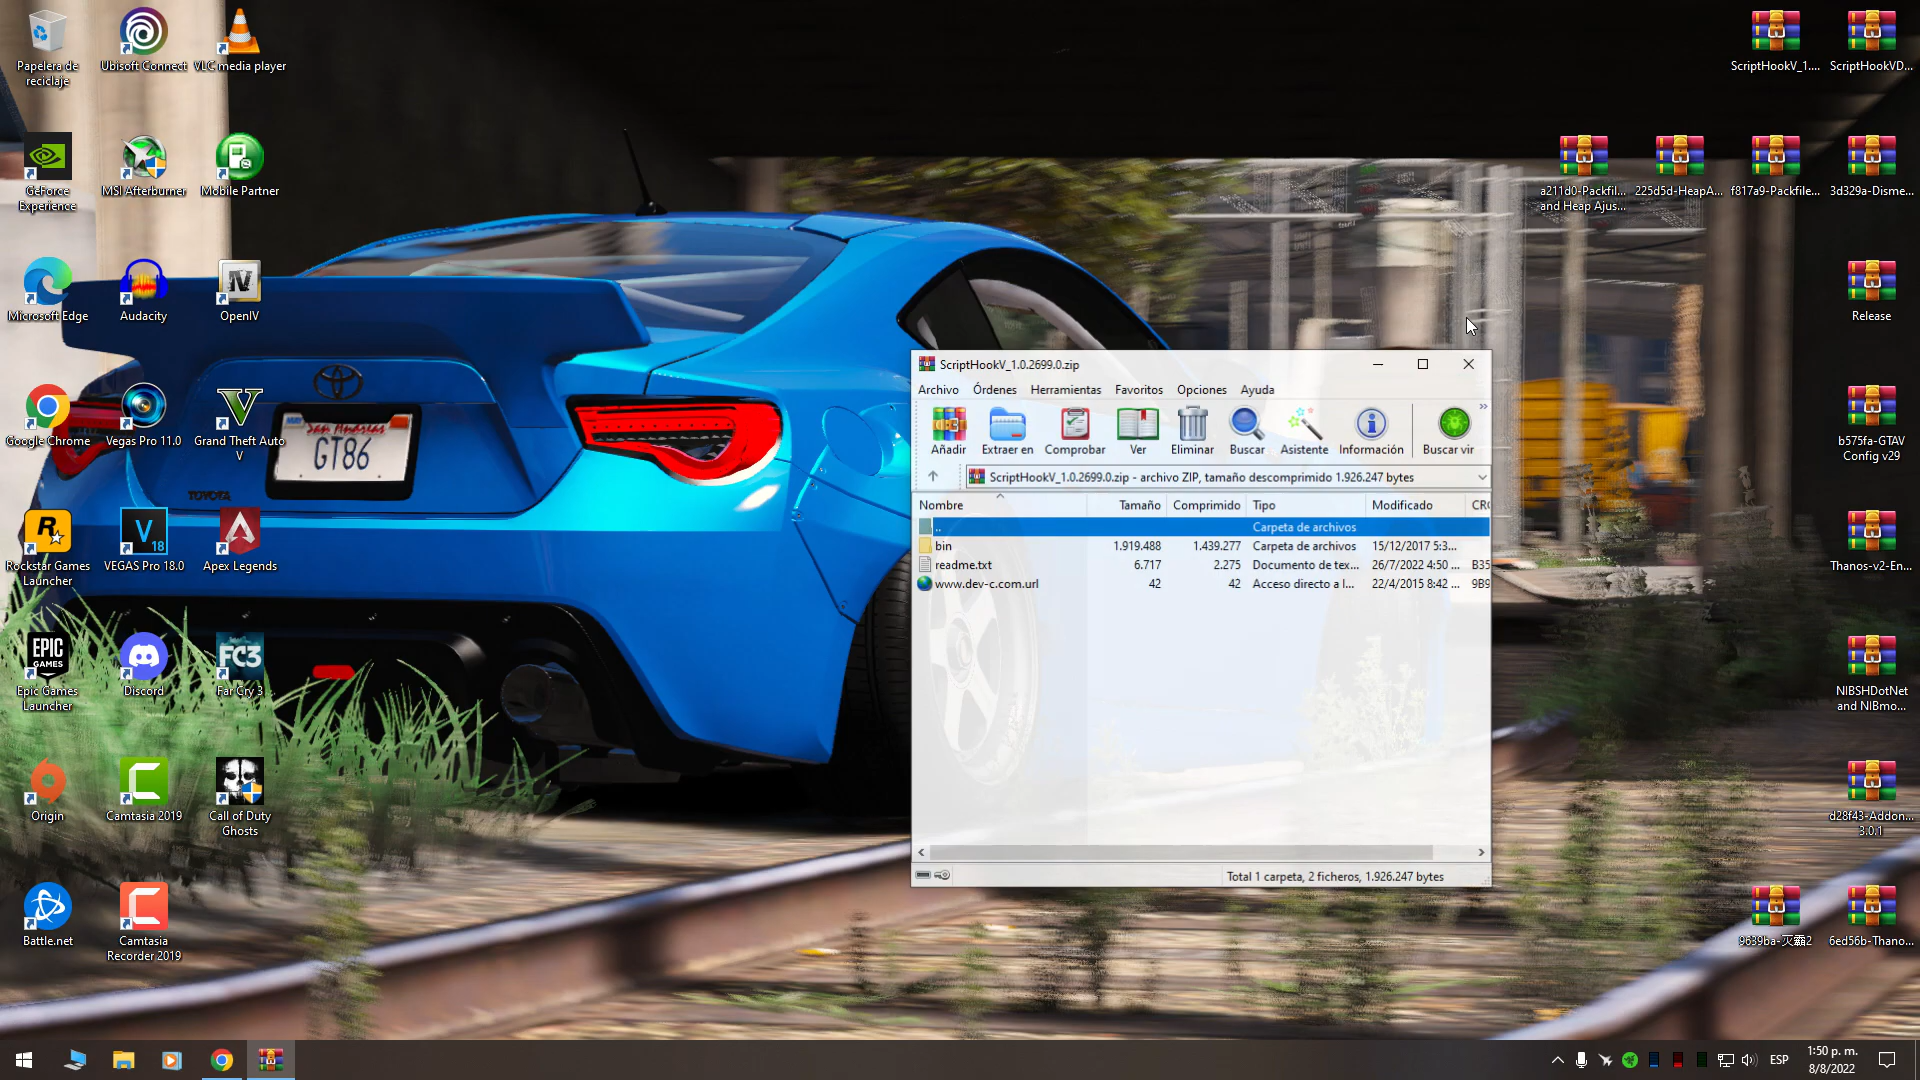 Papelera de
reciclaje
Ubisoft Connect
VLC media player
ScriptHookV_1....
ScriptHookVD...
GeForce
Experience
MSI Afterburner
Mobile Partner
a211d0-Packfil...
and Heap Ajus...
225d5d-HeapA...
f817a9-Packfile...
3d329a-Disme...
Microsoft Edge
Audacity
OpenIV
Release
Google Chrome
Vegas Pro 11.0
Grand Theft Auto
V
b575fa-GTAV
Config v29
San Andreas
GT86
TOYOTA
Rockstar Games
Launcher
VEGAS Pro 18.0
Apex Legends
Thanos-v2-En...
EPIC
GAMES
Epic Games
Launcher
Discord
FC3
Far Cry 3
NIBSHDotNet
and NIBmo...
Origin
Camtasia 2019
Call of Duty
Ghosts
d28f43-Addon...
3.0.1
Battle.net
Camtasia
Recorder 2019
9639ba-灭霸2
6ed56b-Thano...
ScriptHookV_1.0.2699.0.zip
Archivo Órdenes Herramientas Favoritos Opciones Ayuda
Añadir Extraer en Comprobar Ver Eliminar Buscar Asistente Información Buscar vir
ScriptHookV_1.0.2699.0.zip - archivo ZIP, tamaño descomprimido 1.926.247 bytes
Nombre Tamaño Comprimido Tipo Modificado CRC
.. Carpeta de archivos
bin 1.919.488 1.439.277 Carpeta de archivos 15/12/2017 5:3...
readme.txt 6.717 2.275 Documento de tex... 26/7/2022 4:50 ... B35
www.dev-c.com.url 42 42 Acceso directo a l... 22/4/2015 8:42 ... 9B9
Total 1 carpeta, 2 ficheros, 1.926.247 bytes
ESP
1:50 p. m.
8/8/2022